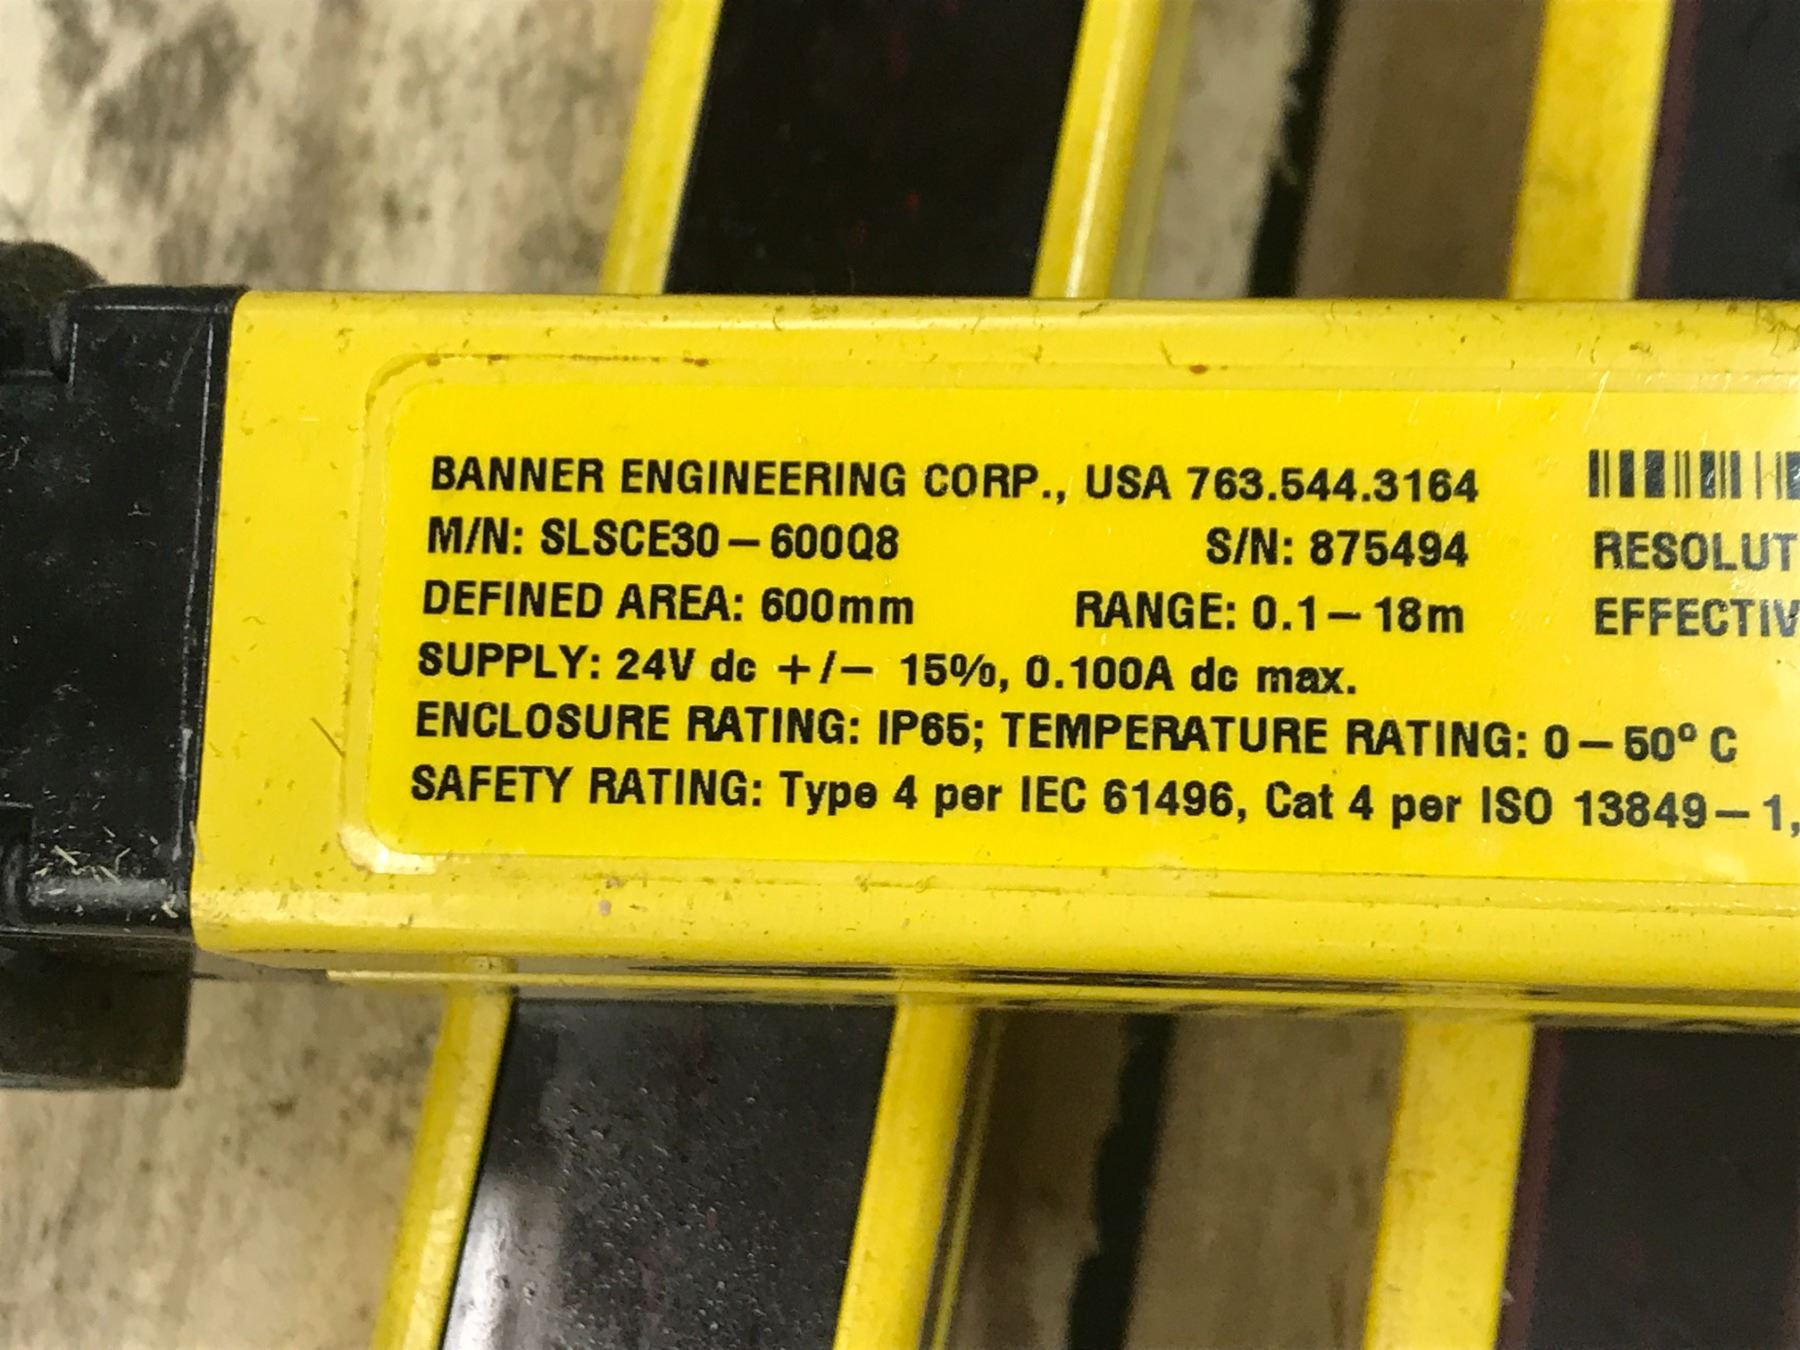 BANNER ENGINEERING CORP., USA 763.544.3164
M/N: SLSCE30–600Q8 S/N: 875494 RESOLUT
DEFINED AREA: 600mm RANGE: 0.1–18m EFFECTIV
SUPPLY: 24V dc +/– 15%, 0.100A dc max.
ENCLOSURE RATING: IP65; TEMPERATURE RATING: 0–50° C
SAFETY RATING: Type 4 per IEC 61496, Cat 4 per ISO 13849–1,